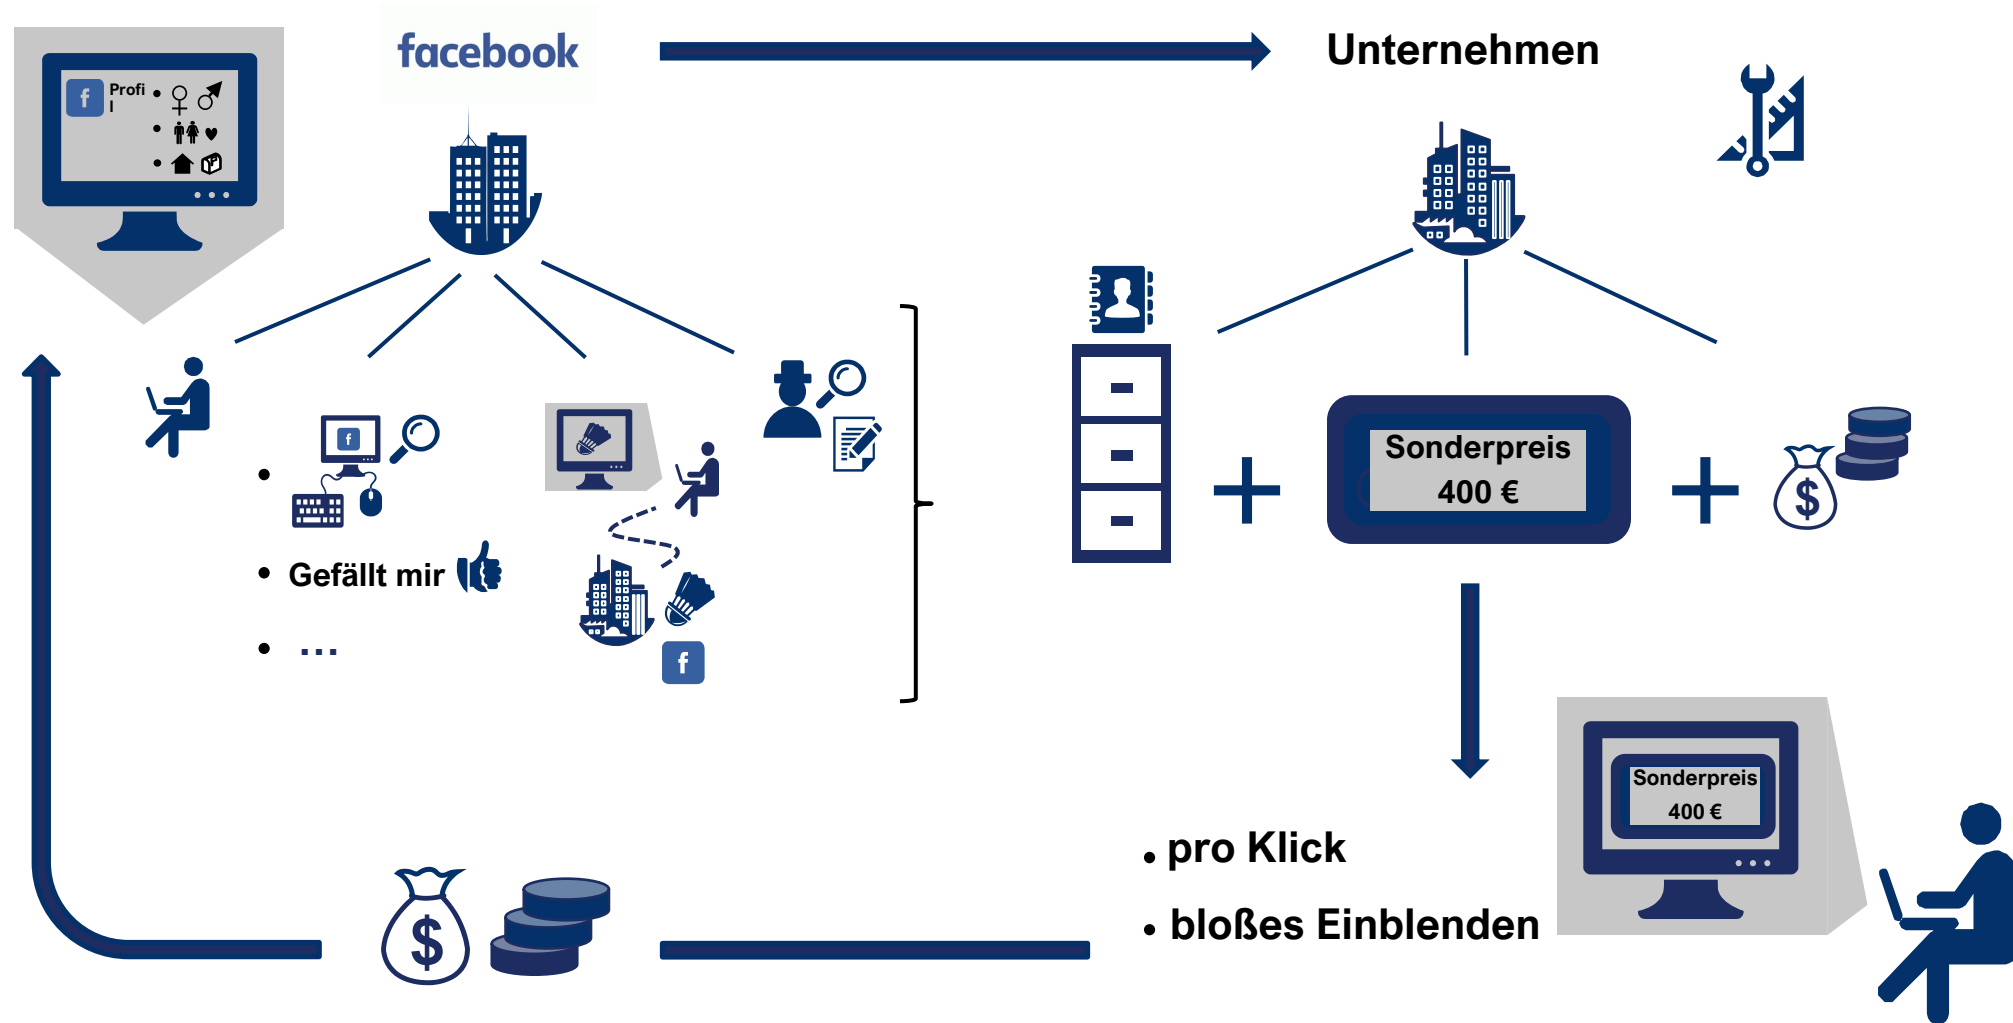 facebook
Unternehmen
f
Profi
l
Sonderpreis
400 €
$
f
Gefällt mir
...
f
Sonderpreis
400 €
pro Klick
bloßes Einblenden
$